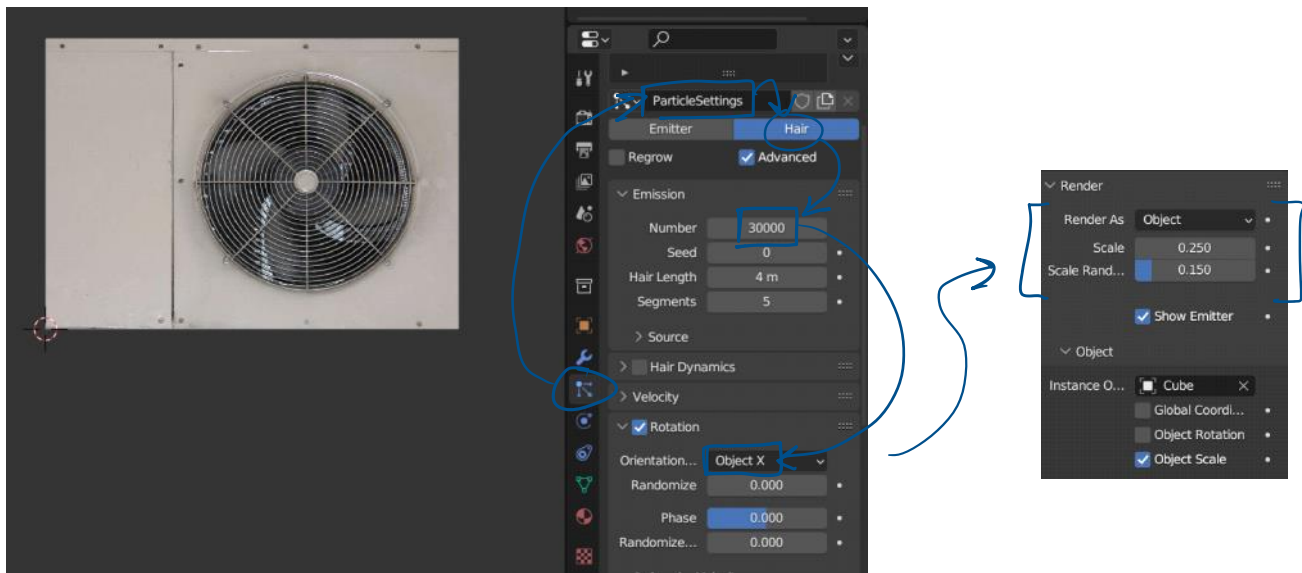 ParticleSettings
Emitter Hair
Regrow Advanced
Emission
Number 30000
Seed 0
Hair Length 4 m
Segments 5
Source
Hair Dynamics
Velocity
Rotation
Orientation... Object X
Randomize 0.000
Phase 0.000
Randomize... 0.000
Render
Render As Object
Scale 0.250
Scale Rand... 0.150
Show Emitter
Object
Instance O... Cube
Global Coordi...
Object Rotation
Object Scale